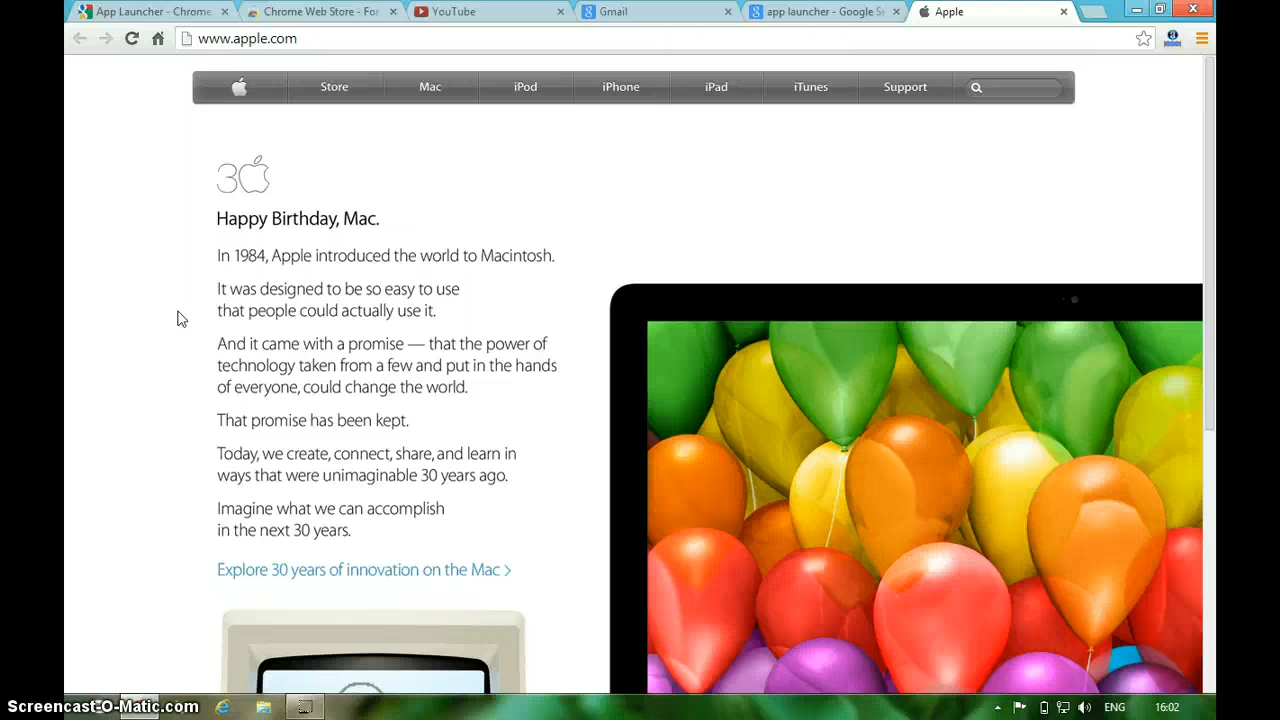 App Launcher - Chrome
Chrome Web Store - For
YouTube
Gmail
app launcher - Google Se
Apple
www.apple.com
Store
Mac
iPod
iPhone
iPad
iTunes
Support
30
Happy Birthday, Mac.
In 1984, Apple introduced the world to Macintosh.
It was designed to be so easy to use
that people could actually use it.
And it came with a promise — that the power of
technology taken from a few and put in the hands
of everyone, could change the world.
That promise has been kept.
Today, we create, connect, share, and learn in
ways that were unimaginable 30 years ago.
Imagine what we can accomplish
in the next 30 years.
Explore 30 years of innovation on the Mac >
Screencast-O-Matic.com
ENG
16:02